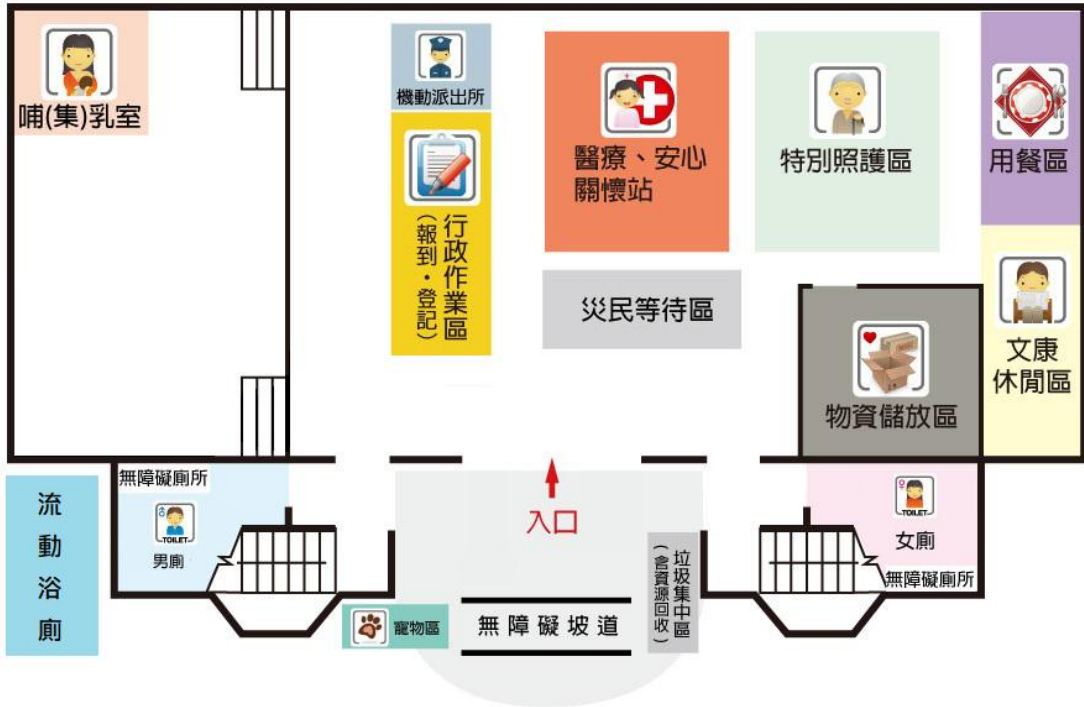 哺(集)乳室
機動派出所
行政作業區
(報到・登記)
醫療、安心
關懷站
特別照護區
用餐區
災民等待區
文康
休閒區
物資儲放區
流動浴廁
無障礙廁所
TOILET
男廁
入口
垃圾集中區
(含資源回收)
TOILET
女廁
無障礙廁所
寵物區
無障礙坡道